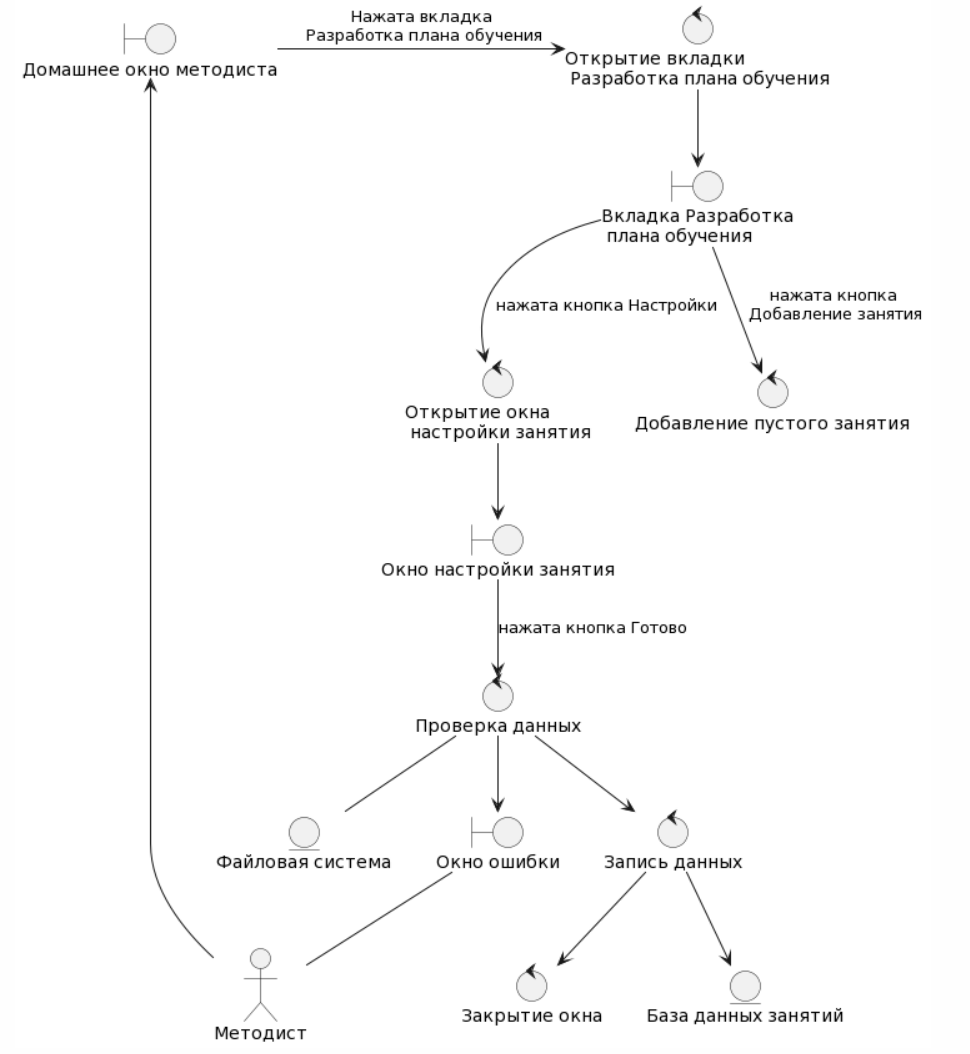 Нажата вкладка
Разработка плана обучения
Домашнее окно методиста
Открытие вкладки
Разработка плана обучения
Вкладка Разработка
плана обучения
нажата кнопка Настройки
нажата кнопка
Добавление занятия
Открытие окна
настройки занятия
Добавление пустого занятия
Окно настройки занятия
нажата кнопка Готово
Проверка данных
Файловая система
Окно ошибки
Запись данных
Закрытие окна
База данных занятий
Методист